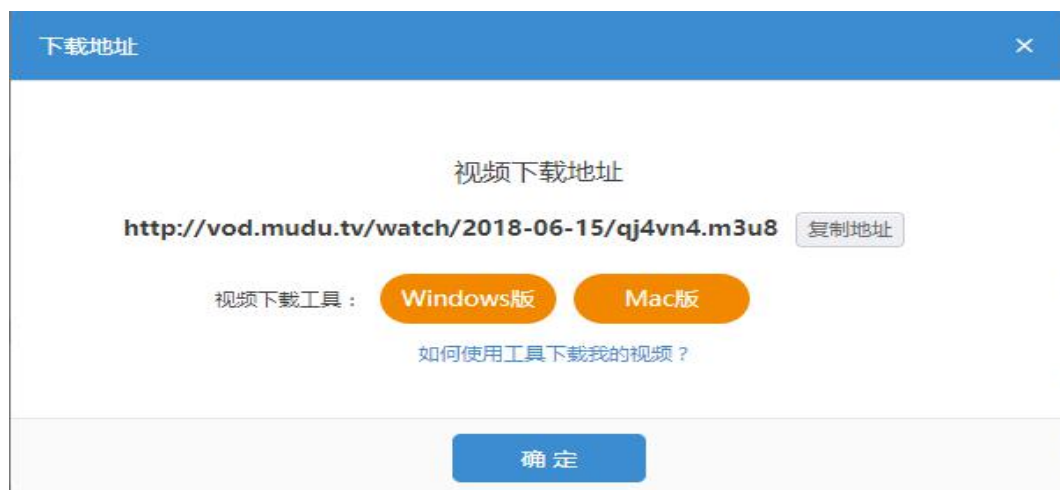 下载地址
视频下载地址
http://vod.mudu.tv/watch/2018-06-15/qj4vn4.m3u8 复制地址
视频下载工具： Windows版 Mac版
如何使用工具下载我的视频？
确 定